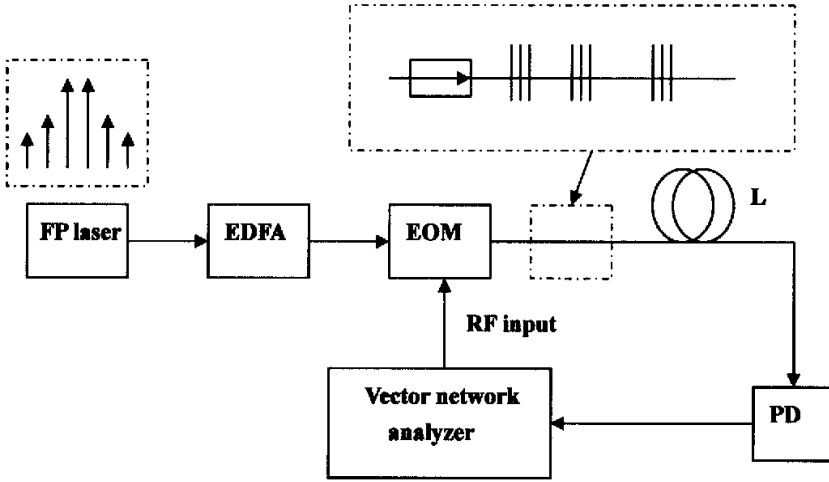 L
FP laser
EDFA
EOM
RF input
Vector network
analyzer
PD